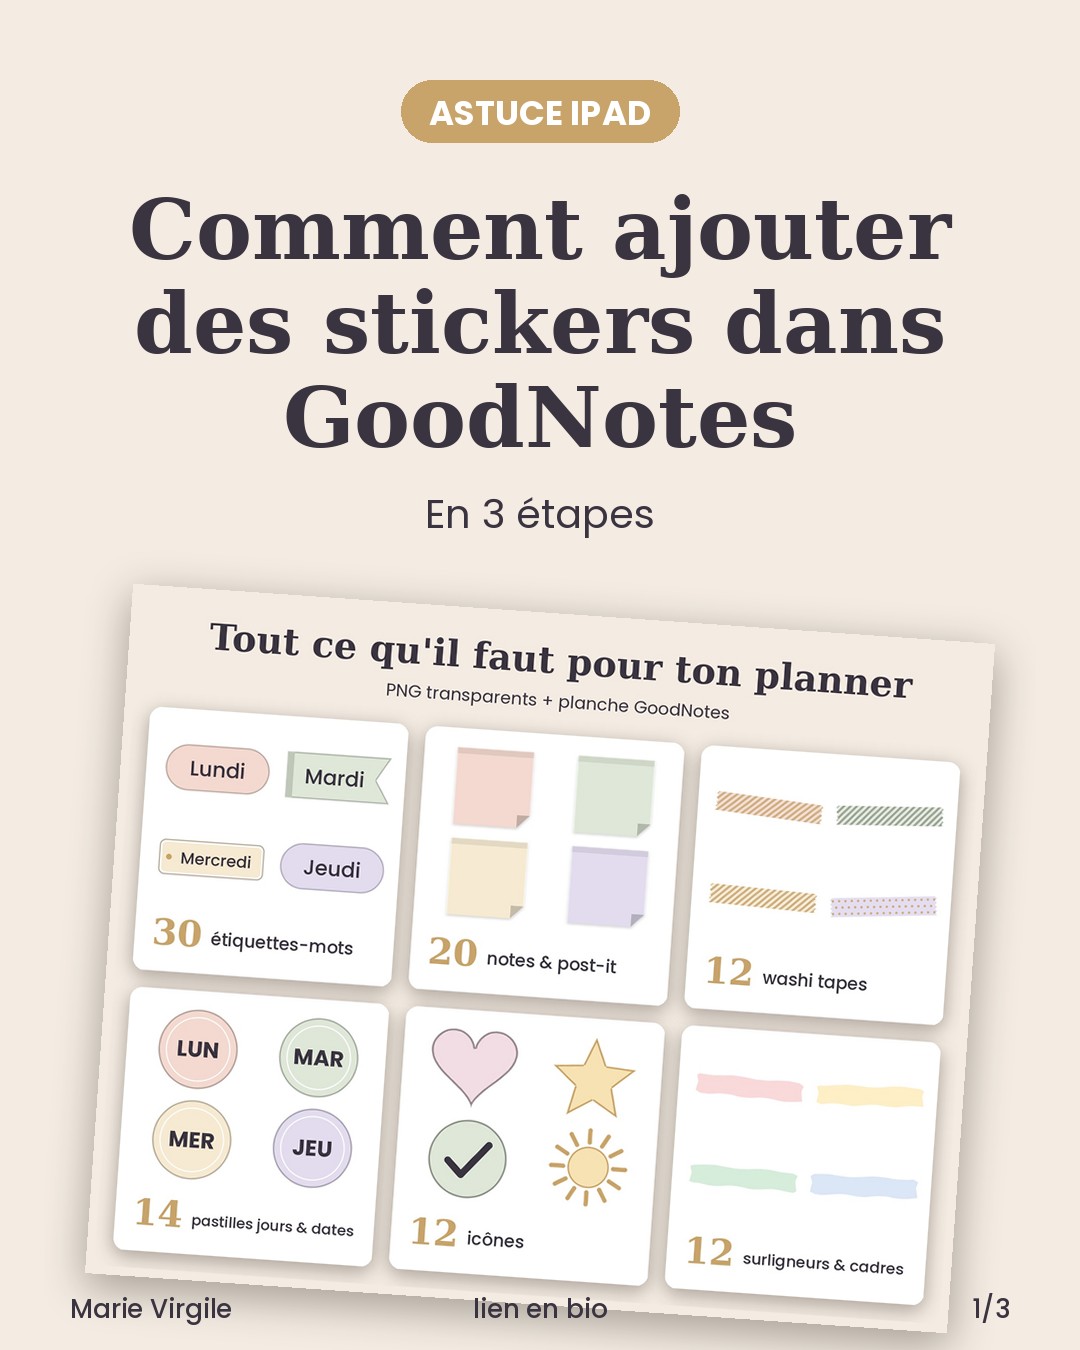 ASTUCE IPAD
Comment ajouter
des stickers dans
GoodNotes
En 3 étapes
Tout ce qu'il faut pour ton planner
PNG transparents + planche GoodNotes
Lundi
Mardi
Mercredi
Jeudi
30 étiquettes-mots
20 notes & post-it
12 washi tapes
LUN
MAR
MER
JEU
14 pastilles jours & dates
12 icônes
12 surligneurs & cadres
Marie Virgile
lien en bio
1/3